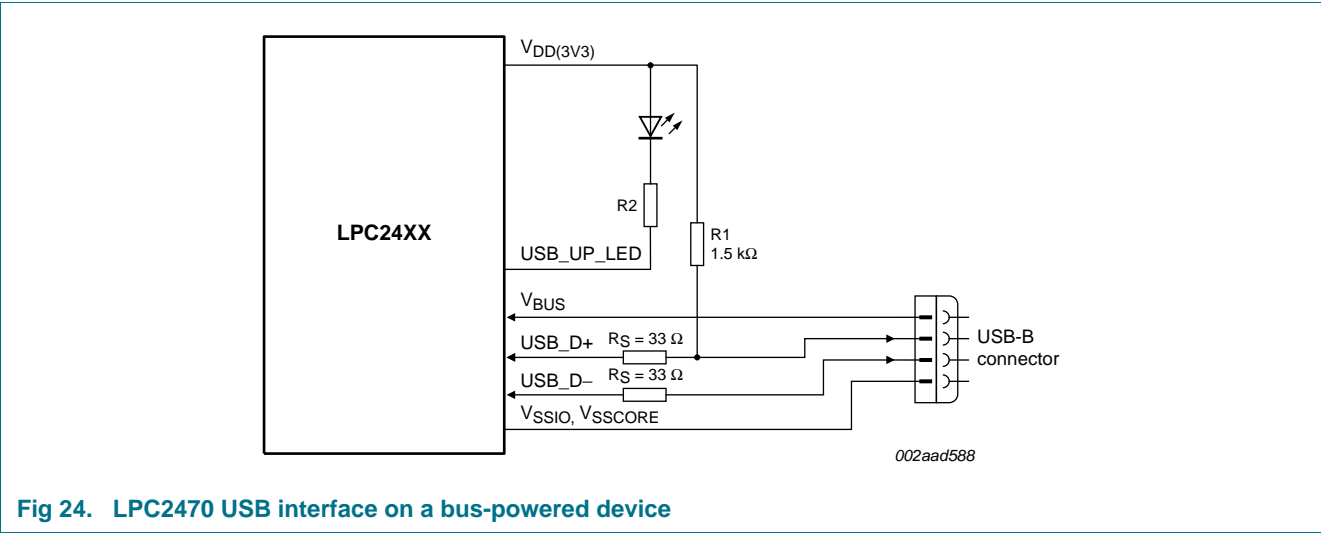 VDD(3V3)
R2
LPC24XX
R1
1.5 kΩ
USB_UP_LED
VBUS
USB_D+ RS = 33 Ω
USB-B
connector
USB_D− RS = 33 Ω
VSSIO, VSSCORE
002aad588
Fig 24. LPC2470 USB interface on a bus-powered device